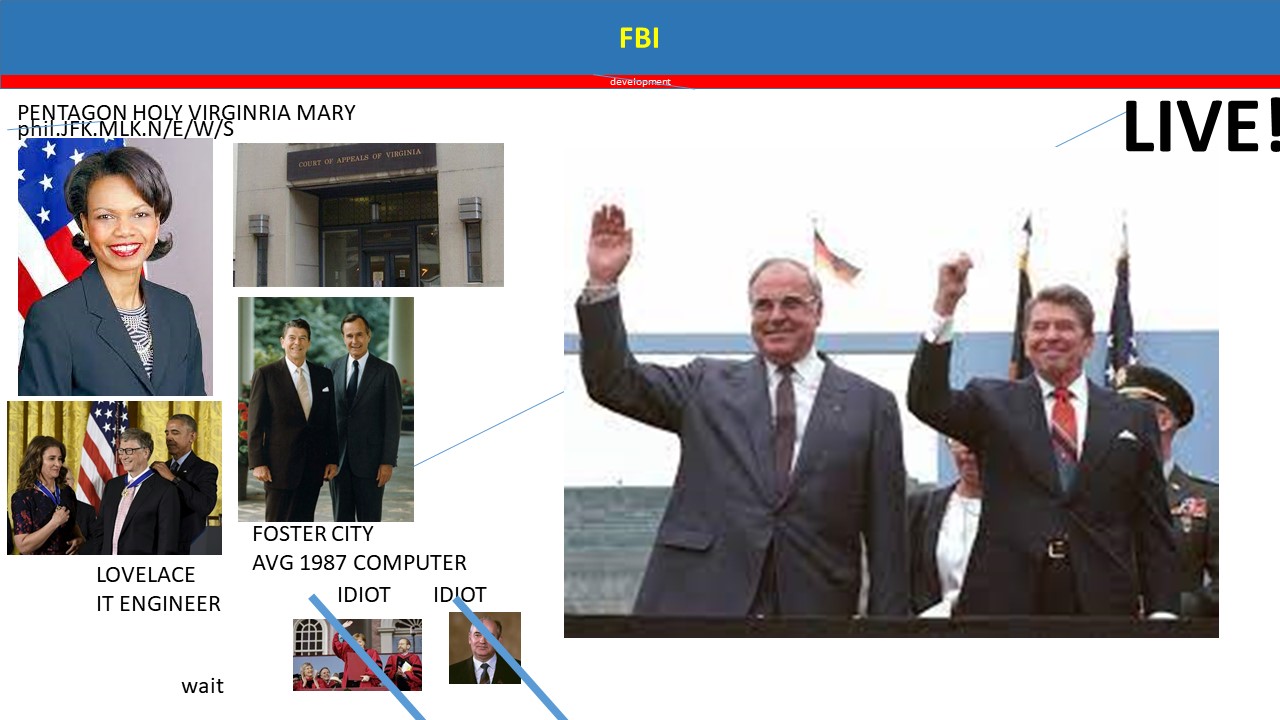 FBI
development
LIVE!
PENTAGON HOLY VIRGINRIA MARY
phil.JFK.MLK.N/E/W/S
COURT OF APPEALS OF VIRGINIA
FOSTER CITY
AVG 1987 COMPUTER
LOVELACE
IT ENGINEER
IDIOT IDIOT
wait